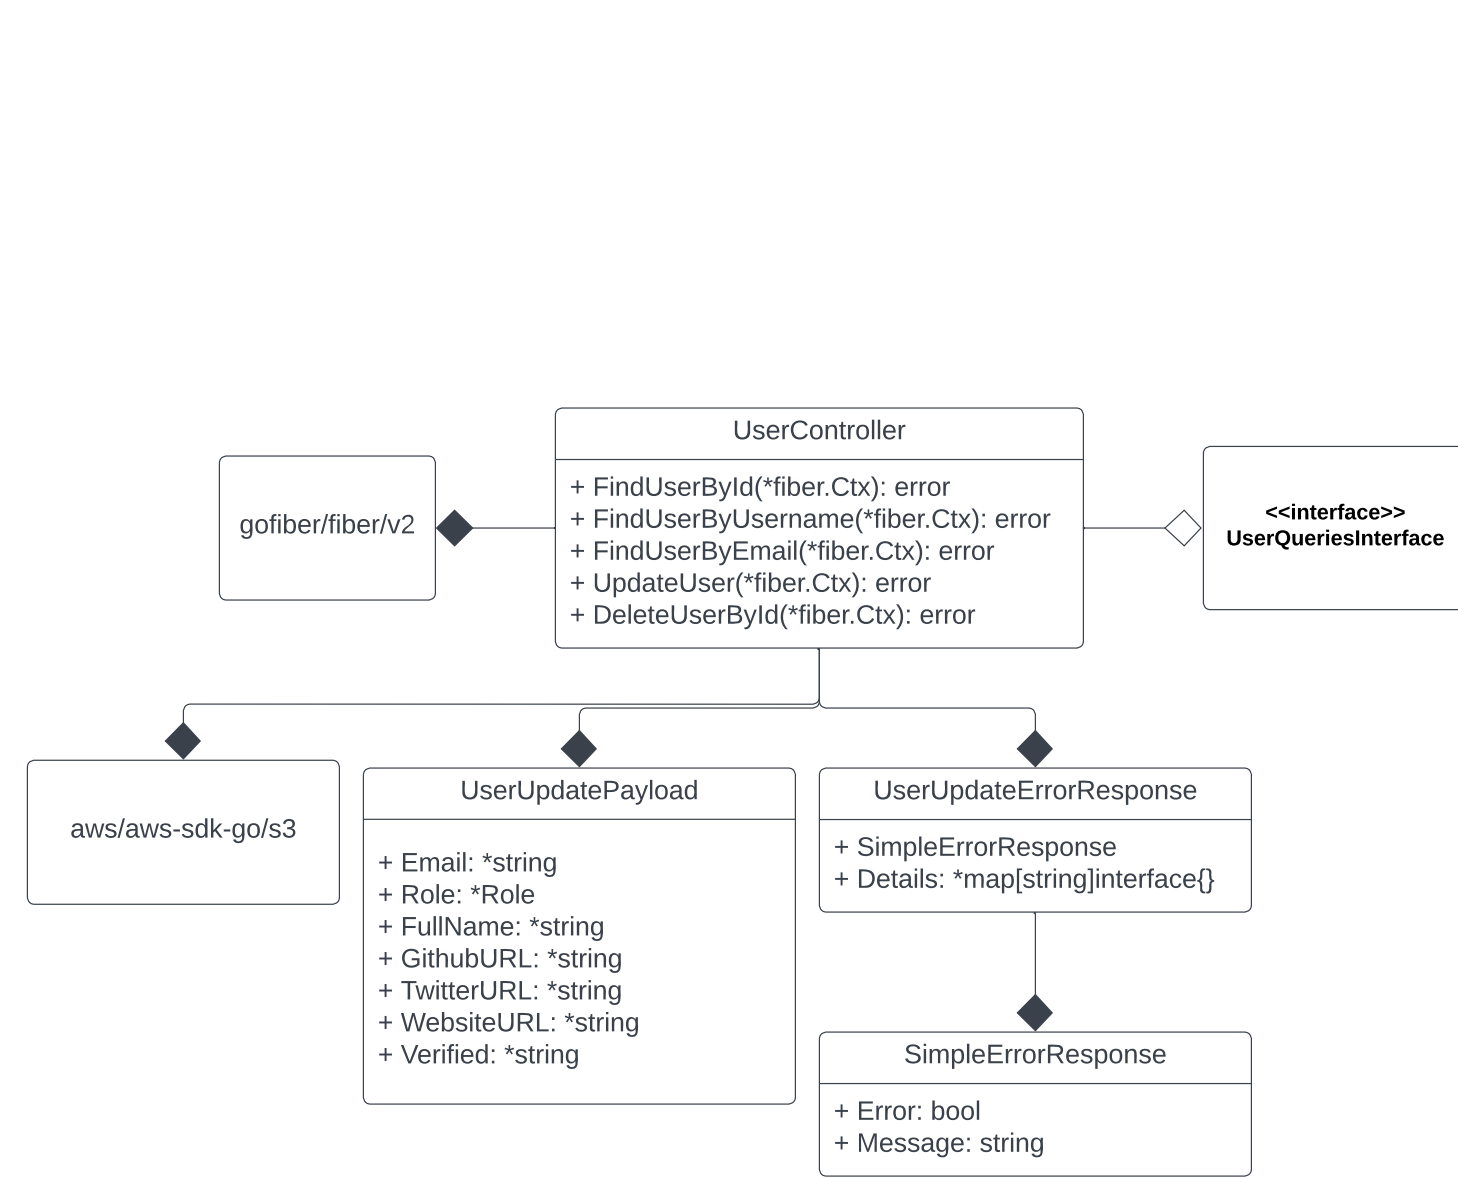 UserController
+ FindUserById(*fiber.Ctx): error
+ FindUserByUsername(*fiber.Ctx): error
+ FindUserByEmail(*fiber.Ctx): error
+ UpdateUser(*fiber.Ctx): error
+ DeleteUserById(*fiber.Ctx): error
gofiber/fiber/v2
<<interface>>
UserQueriesInterface
aws/aws-sdk-go/s3
UserUpdatePayload
+ Email: *string
+ Role: *Role
+ FullName: *string
+ GithubURL: *string
+ TwitterURL: *string
+ WebsiteURL: *string
+ Verified: *string
UserUpdateErrorResponse
+ SimpleErrorResponse
+ Details: *map[string]interface{}
SimpleErrorResponse
+ Error: bool
+ Message: string